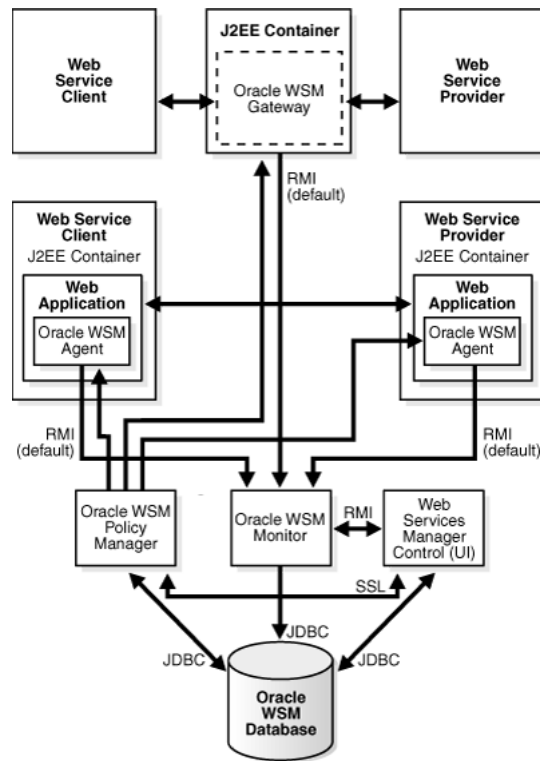 Web
Service
Client
J2EE Container
Oracle WSM
Gateway
Web
Service
Provider
RMI
(default)
Web Service
Client
J2EE Container
Web
Application
Oracle WSM
Agent
Web Service
Provider
J2EE Container
Web
Application
Oracle WSM
Agent
RMI
(default)
RMI
(default)
Oracle WSM
Policy
Manager
Oracle WSM
Monitor
RMI
Web
Services
Manager
Control (UI)
SSL
JDBC
JDBC
JDBC
Oracle
WSM
Database